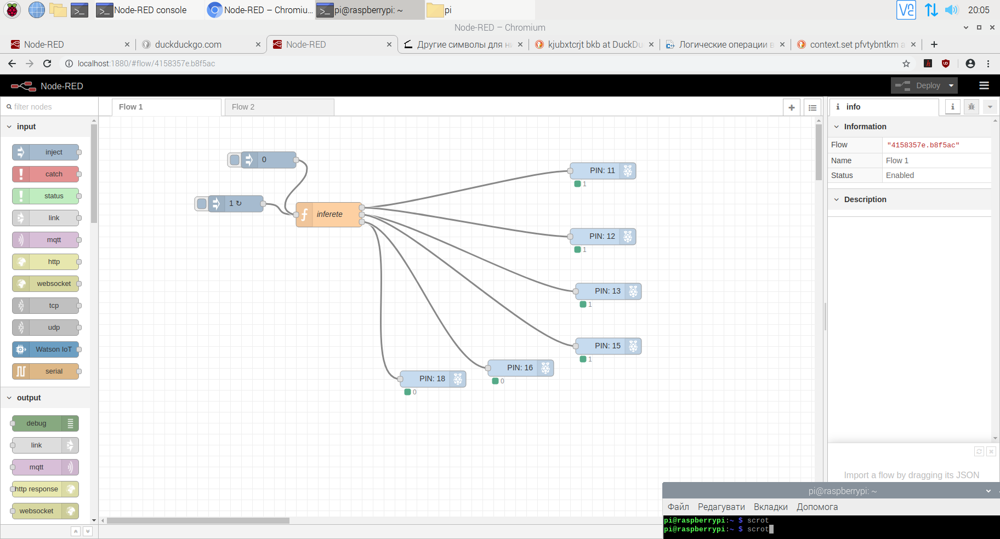 Node-RED console
Node-RED – Chromiu...
pi@raspberrypi: ~
pi
20:05
Node-RED – Chromium
Node-RED
duckduckgo.com
Node-RED
Другие символы для ни
kjubxtcrjt bkb at DuckDu
Логические операции в
context.set pfvtybntkm a
localhost:1880/#flow/4158357e.b8f5ac
Node-RED
Deploy
filter nodes
Flow 1
Flow 2
info
input
inject
catch
status
link
mqtt
http
websocket
tcp
udp
Watson IoT
serial
output
debug
link
mqtt
http response
websocket
0
1 ↻
inferete
PIN: 11
1
PIN: 12
1
PIN: 13
1
PIN: 15
1
PIN: 16
0
PIN: 18
0
Information
Flow "4158357e.b8f5ac"
Name Flow 1
Status Enabled
Description
Import a flow by dragging its JSON
pi@raspberrypi: ~
Файл Редагувати Вкладки Допомога
pi@raspberrypi:~ $ scrot
pi@raspberrypi:~ $ scrot